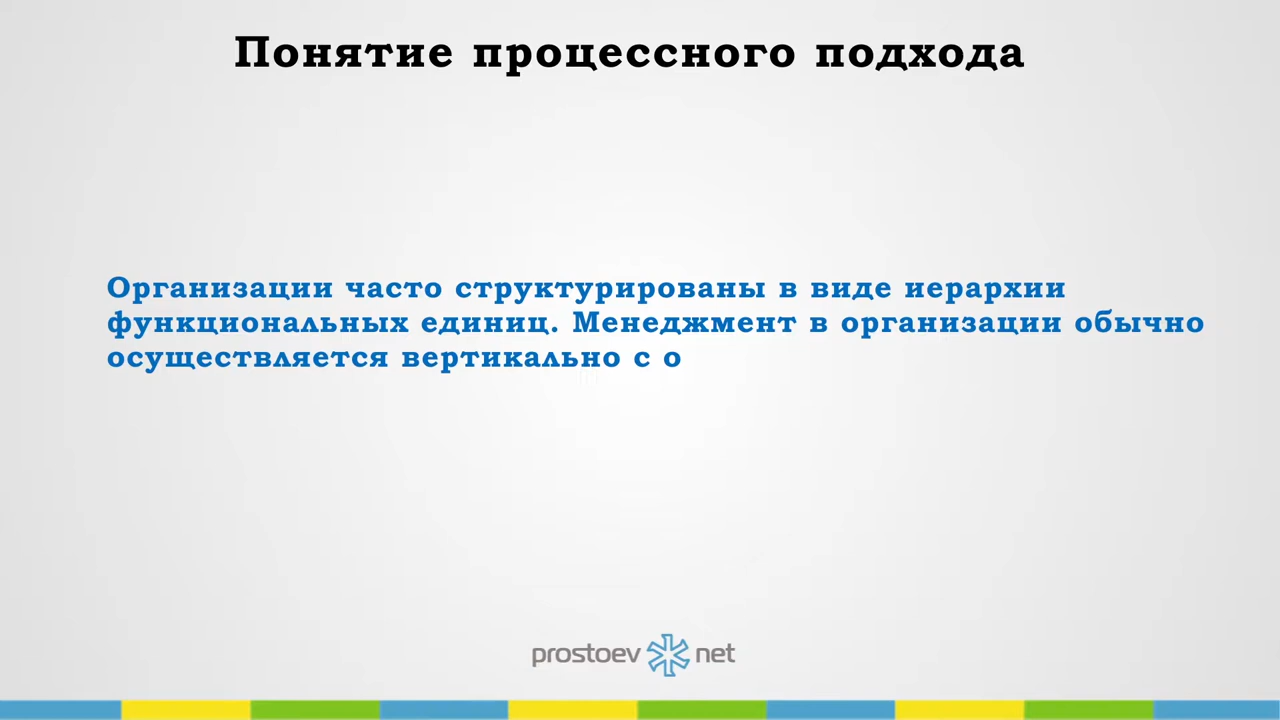 Понятие процессного подхода
Организации часто структурированы в виде иерархии
функциональных единиц. Менеджмент в организации обычно
осуществляется вертикально с о
prostoev net